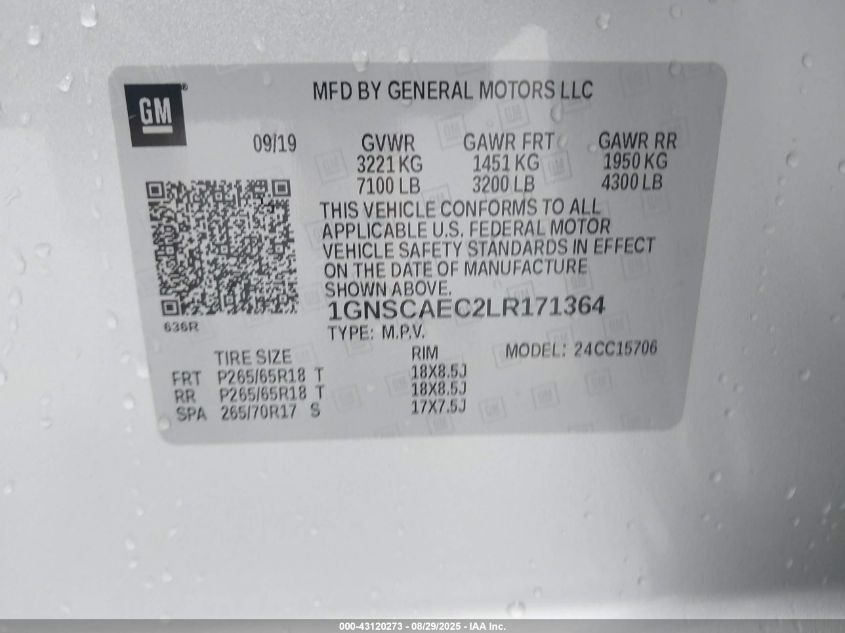 MFD BY GENERAL MOTORS LLC
GM
09/19 GVWR GAWR FRT GAWR RR
3221 KG 1451 KG 1950 KG
7100 LB 3200 LB 4300 LB
THIS VEHICLE CONFORMS TO ALL
APPLICABLE U.S. FEDERAL MOTOR
VEHICLE SAFETY STANDARDS IN EFFECT
ON THE DATE OF MANUFACTURE
SHOWN ABOVE.
1GNSCAEC2LR171364
636R
TYPE: M.P.V.
TIRE SIZE RIM MODEL: 24CC15706
FRT P265/65R18 T 18X8.5J
RR P265/65R18 T 18X8.5J
SPA 265/70R17 S 17X7.5J
000-43120273 - 08/29/2025 - IAA Inc.